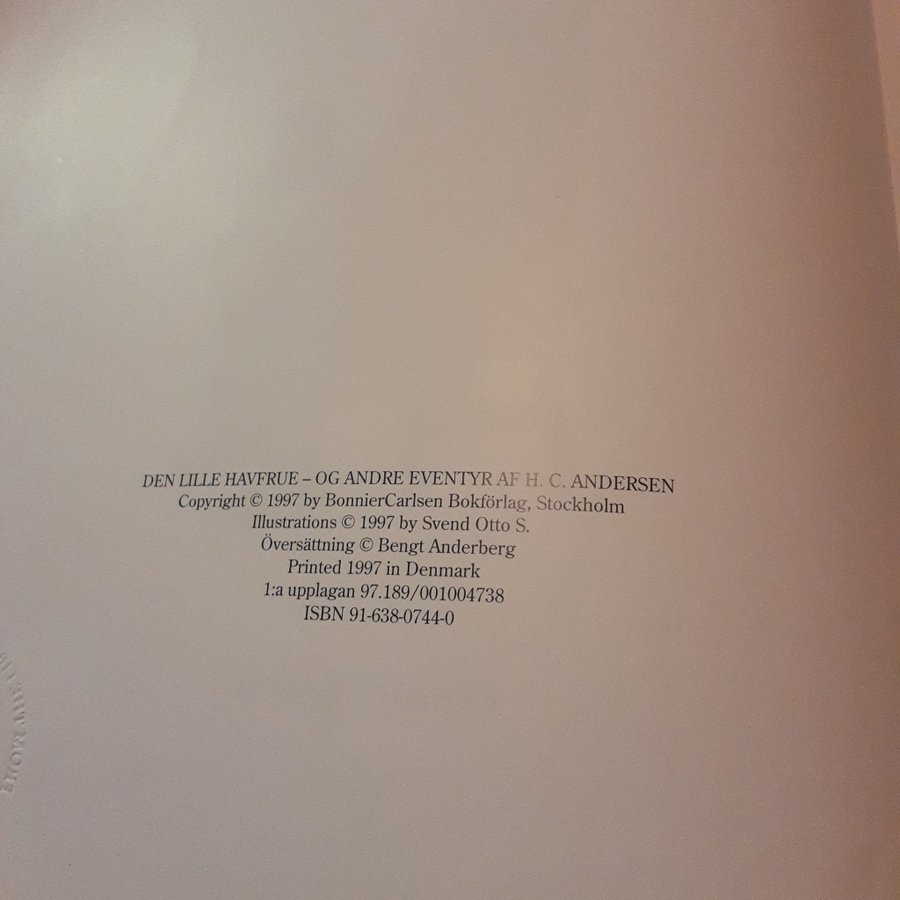 DEN LILLE HAVFRUE – OG ANDRE EVENTYR AF H. C. ANDERSEN
Copyright © 1997 by BonnierCarlsen Bokförlag, Stockholm
Illustrations © 1997 by Svend Otto S.
Översättning © Bengt Anderberg
Printed 1997 in Denmark
1:a upplagan 97.189/001004738
ISBN 91-638-0744-0